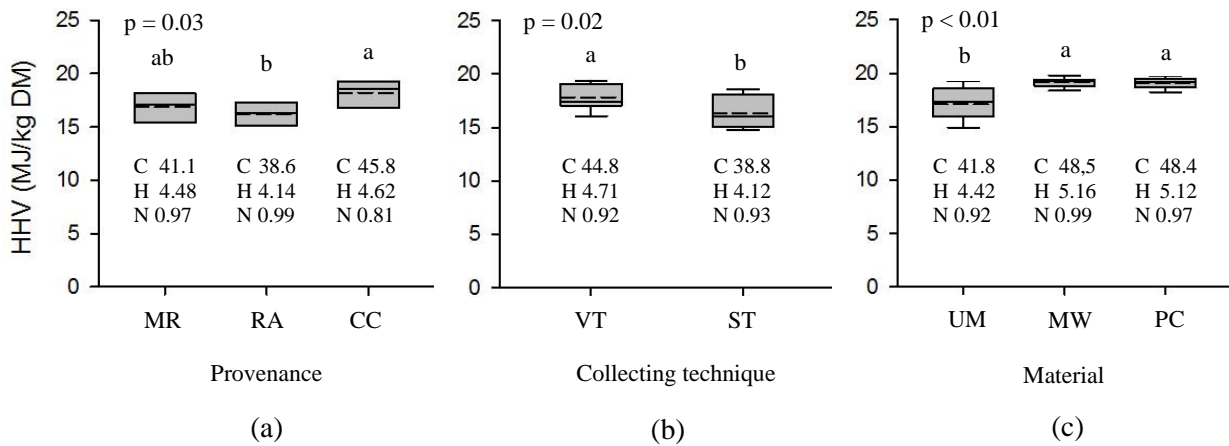 HHV (MJ/kg DM)
25
20
15
10
5
0
p = 0.03
ab
b
a
C 41.1
H 4.48
N 0.97
C 38.6
H 4.14
N 0.99
C 45.8
H 4.62
N 0.81
MR
RA
CC
Provenance
(a)
25
20
15
10
5
0
p = 0.02
a
b
C 44.8
H 4.71
N 0.92
C 38.8
H 4.12
N 0.93
VT
ST
Collecting technique
(b)
25
20
15
10
5
0
p < 0.01
b
a
a
C 41.8
H 4.42
N 0.92
C 48,5
H 5.16
N 0.99
C 48.4
H 5.12
N 0.97
UM
MW
PC
Material
(c)